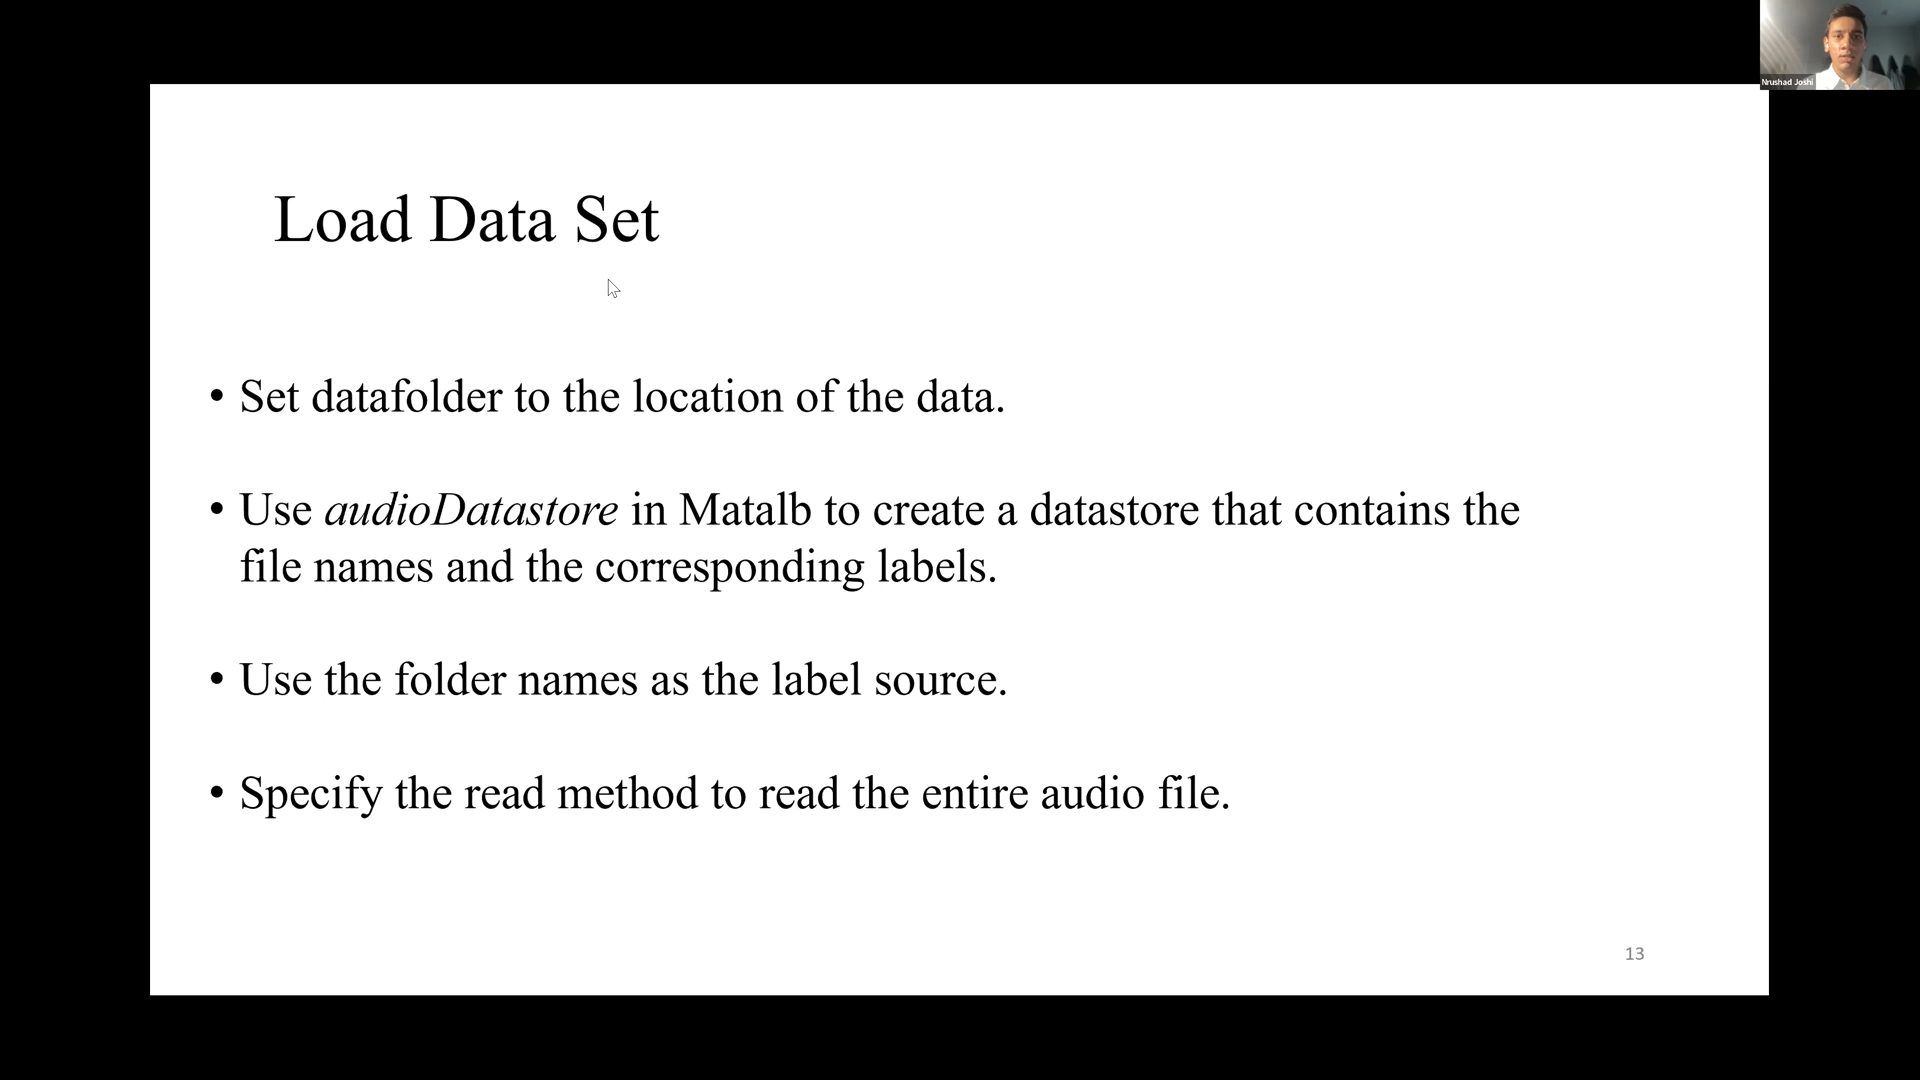 Nrushad Joshi
Load Data Set
• Set datafolder to the location of the data.
• Use audioDatastore in Matalb to create a datastore that contains the
file names and the corresponding labels.
• Use the folder names as the label source.
• Specify the read method to read the entire audio file.
13